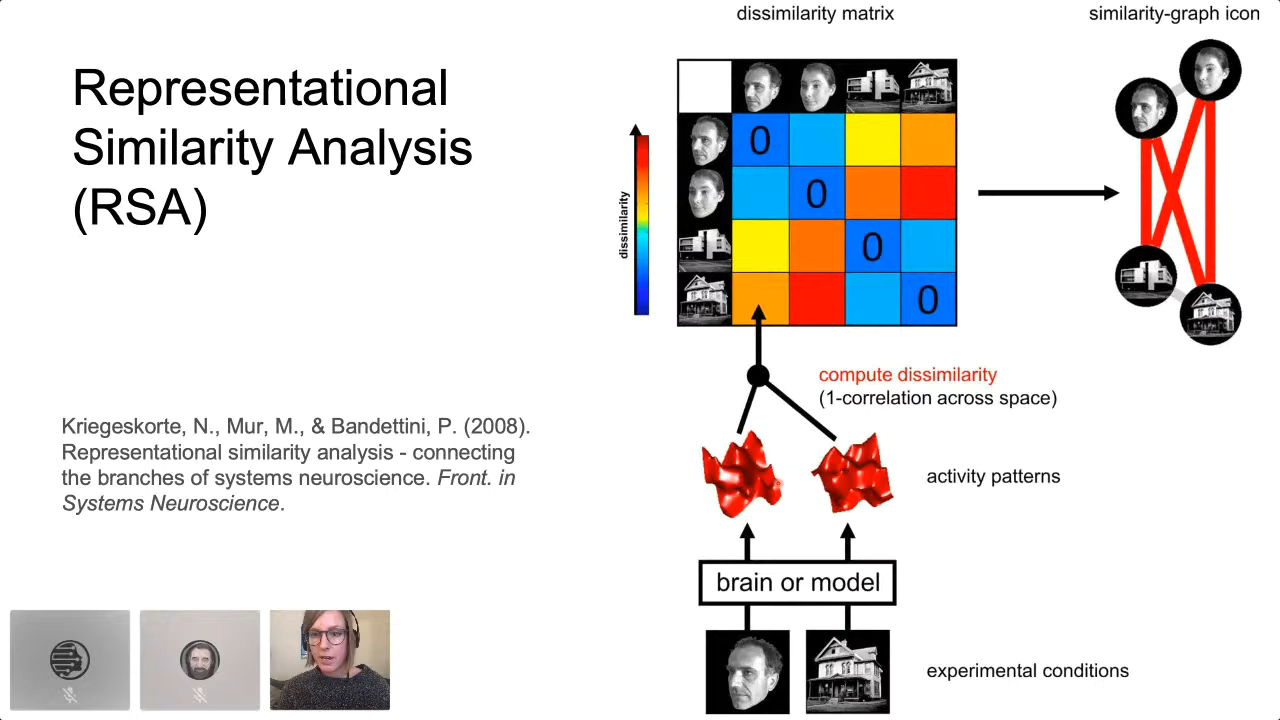 Representational
Similarity Analysis
(RSA)
Kriegeskorte, N., Mur, M., & Bandettini, P. (2008).
Representational similarity analysis - connecting
the branches of systems neuroscience. Front. in
Systems Neuroscience.
dissimilarity matrix
similarity-graph icon
dissimilarity
0
0
0
0
compute dissimilarity
(1-correlation across space)
activity patterns
brain or model
experimental conditions